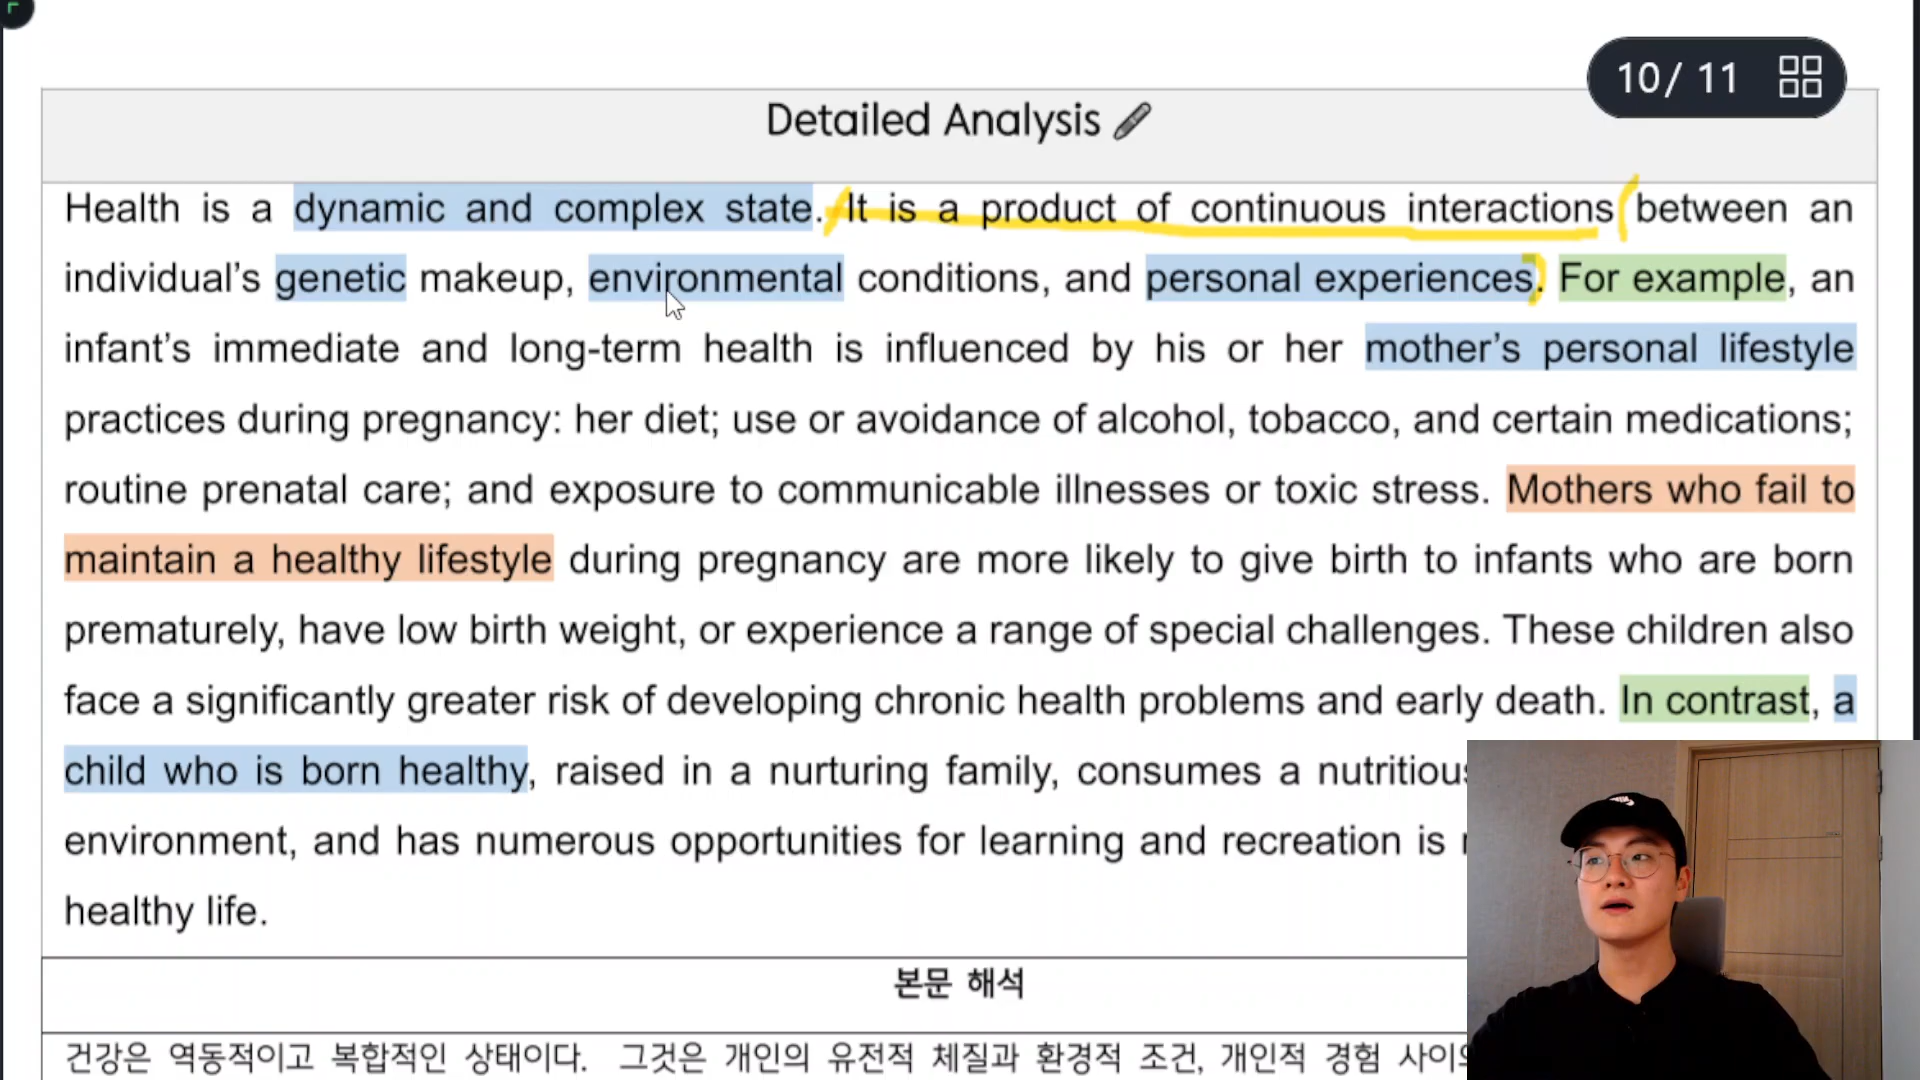 10/ 11
Detailed Analysis
Health is a dynamic and complex state. It is a product of continuous interactions between an
individual's genetic makeup, environmental conditions, and personal experiences. For example, an
infant's immediate and long-term health is influenced by his or her mother's personal lifestyle
practices during pregnancy: her diet; use or avoidance of alcohol, tobacco, and certain medications;
routine prenatal care; and exposure to communicable illnesses or toxic stress. Mothers who fail to
maintain a healthy lifestyle during pregnancy are more likely to give birth to infants who are born
prematurely, have low birth weight, or experience a range of special challenges. These children also
face a significantly greater risk of developing chronic health problems and early death. In contrast, a
child who is born healthy, raised in a nurturing family, consumes a nutritious
environment, and has numerous opportunities for learning and recreation is
healthy life.
본문 해석
건강은 역동적이고 복합적인 상태이다. 그것은 개인의 유전적 체질과 환경적 조건, 개인적 경험